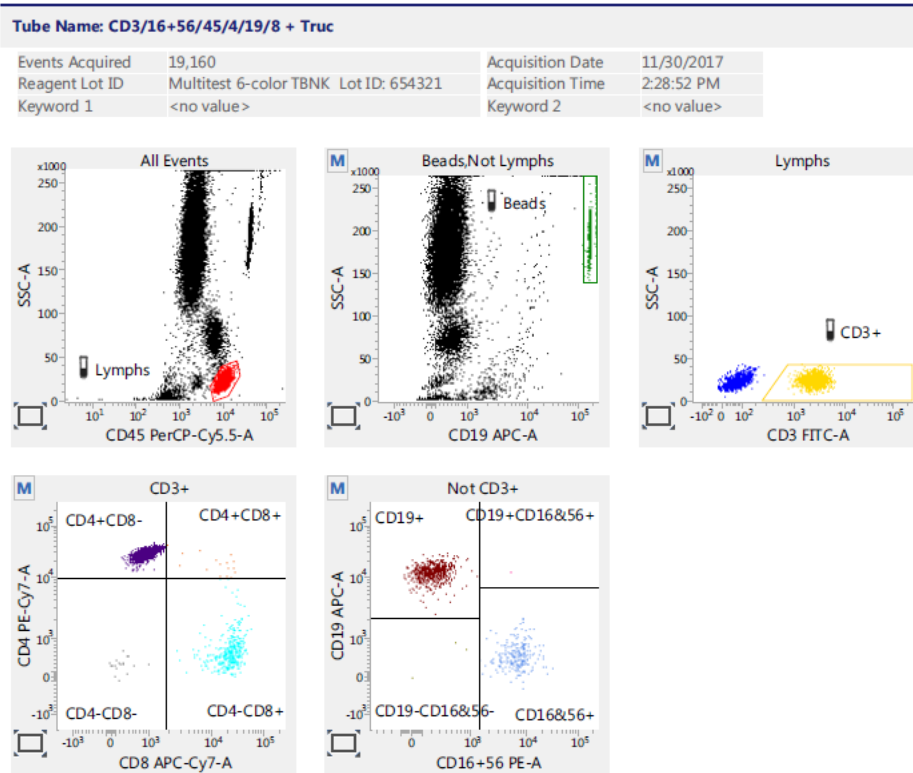 Tube Name: CD3/16+56/45/4/19/8 + Truc
Events Acquired 19,160 Acquisition Date 11/30/2017
Reagent Lot ID Multitest 6-color TBNK Lot ID: 654321 Acquisition Time 2:28:52 PM
Keyword 1 <no value> Keyword 2 <no value>
All Events
x1000
250
200
150
100
50
0
SSC-A
Lymphs
10¹ 10² 10³ 10⁴ 10⁵
CD45 PerCP-Cy5.5-A
M
Beads,Not Lymphs
x1000
250
200
150
100
50
0
SSC-A
Beads
-10³ 0 10³ 10⁴ 10⁵
CD19 APC-A
M
Lymphs
x1000
250
200
150
100
50
0
SSC-A
CD3+
-10² 0 10² 10³ 10⁴ 10⁵
CD3 FITC-A
M
CD3+
CD4+CD8- CD4+CD8+
10⁵
10⁴
10³
0
-10³
CD4 PE-Cy7-A
CD4-CD8- CD4-CD8+
-10³ 0 10³ 10⁴ 10⁵
CD8 APC-Cy7-A
M
Not CD3+
CD19+ CD19+CD16&56+
10⁵
10⁴
10³
0
-10³
CD19 APC-A
CD19-CD16&56- CD16&56+
0 10³ 10⁴ 10⁵
CD16+56 PE-A